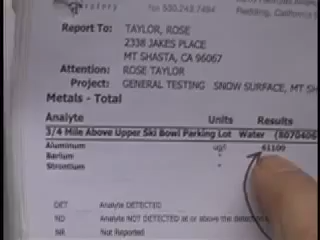 Report To: TAYLOR, ROSE
2338 JAKES PLACE
MT SHASTA, CA 96067
Attention: ROSE TAYLOR
Project: GENERAL TESTING SNOW SURFACE, MT SH
Metals - Total
Analyte Units Results
3/4 Mile Above Upper Ski Bowl Parking Lot Water (8070406
Aluminum ug/l 61100
Barium "
Strontium "
DET Analyte DETECTED
ND Analyte NOT DETECTED at or above the detection
NR Not Reported